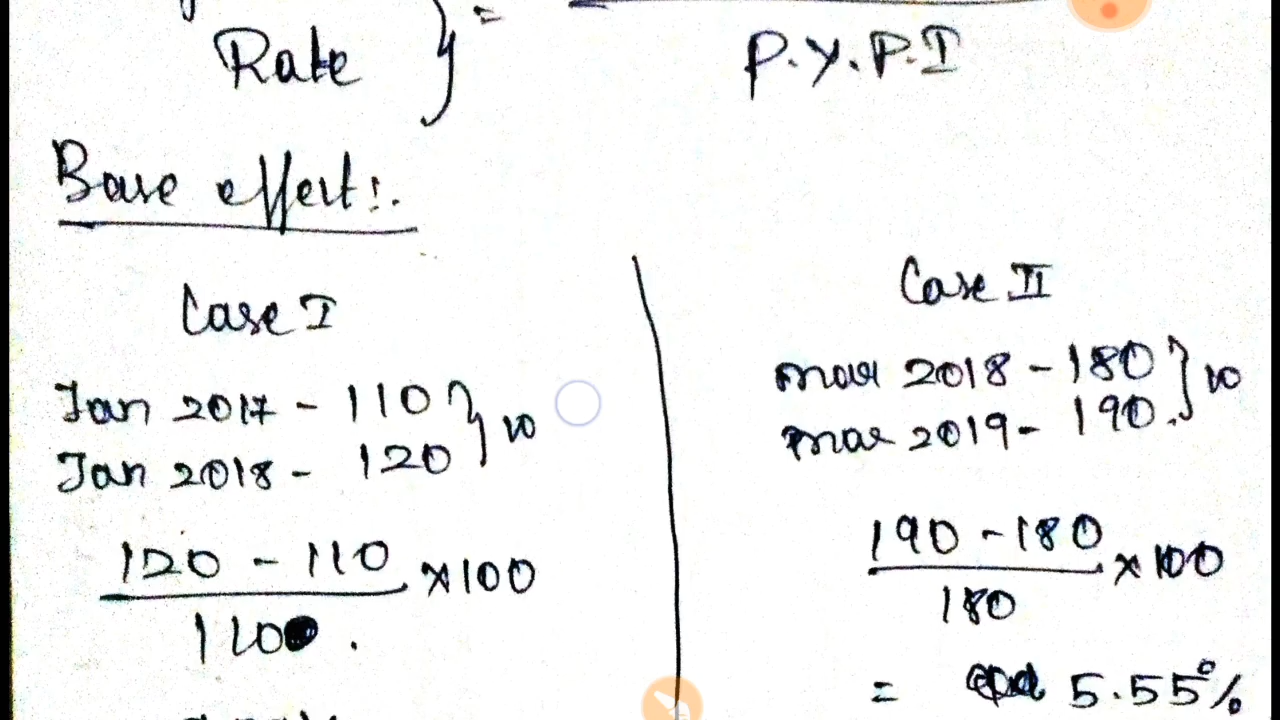 Rate } =
P.Y.P.I
Base effect:.
Case I
Jan 2017 - 110 } 10
Jan 2018 - 120
120 - 110 × 100
110 .
Case II
mar 2018 - 180 } 10
mar 2019 - 190.
190 - 180 × 100
180
= 5.55%